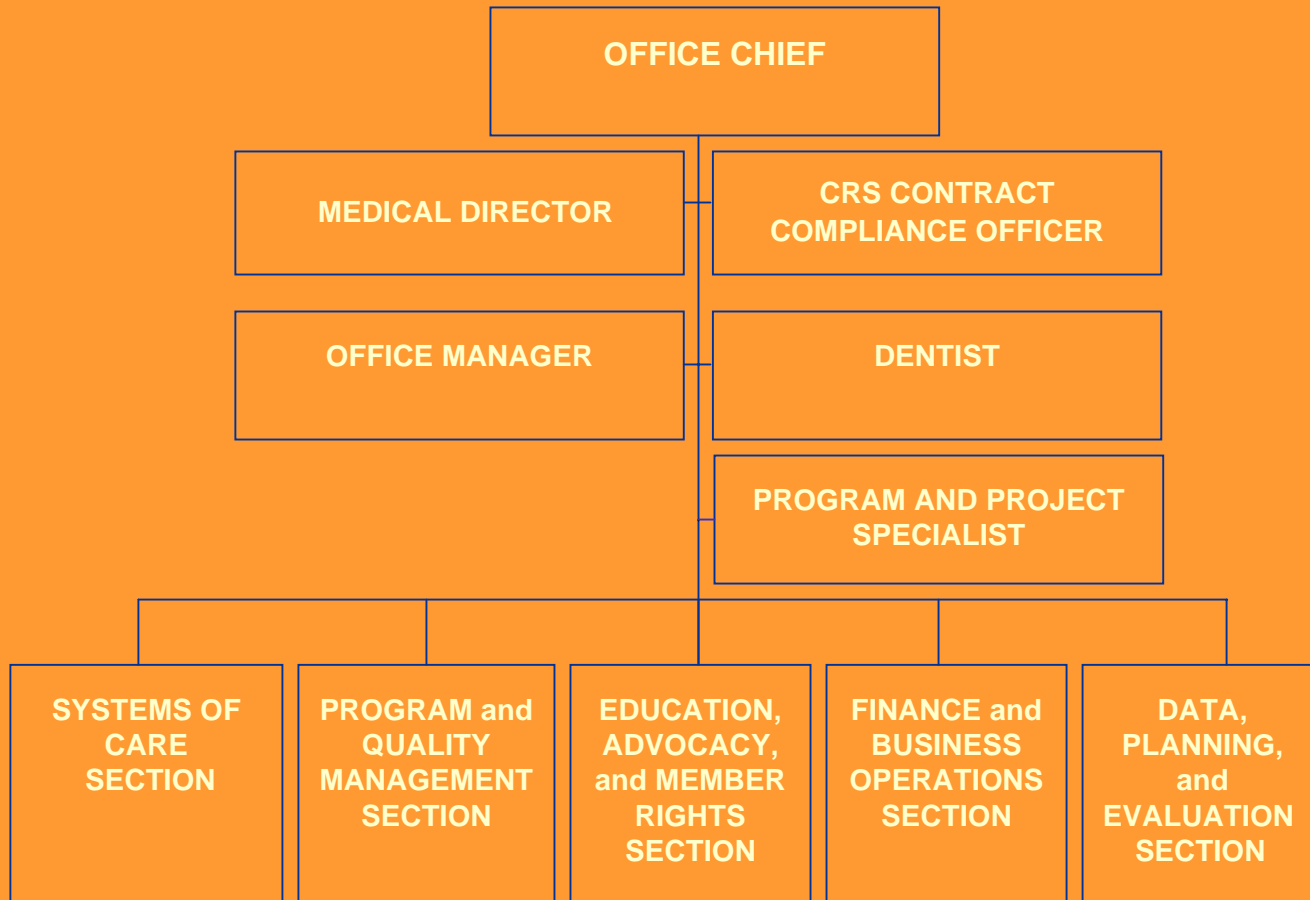 OFFICE CHIEF
MEDICAL DIRECTOR
CRS CONTRACT
COMPLIANCE OFFICER
OFFICE MANAGER
DENTIST
PROGRAM AND PROJECT
SPECIALIST
SYSTEMS OF
CARE
SECTION
PROGRAM and
QUALITY
MANAGEMENT
SECTION
EDUCATION,
ADVOCACY,
and MEMBER
RIGHTS
SECTION
FINANCE and
BUSINESS
OPERATIONS
SECTION
DATA,
PLANNING,
and
EVALUATION
SECTION